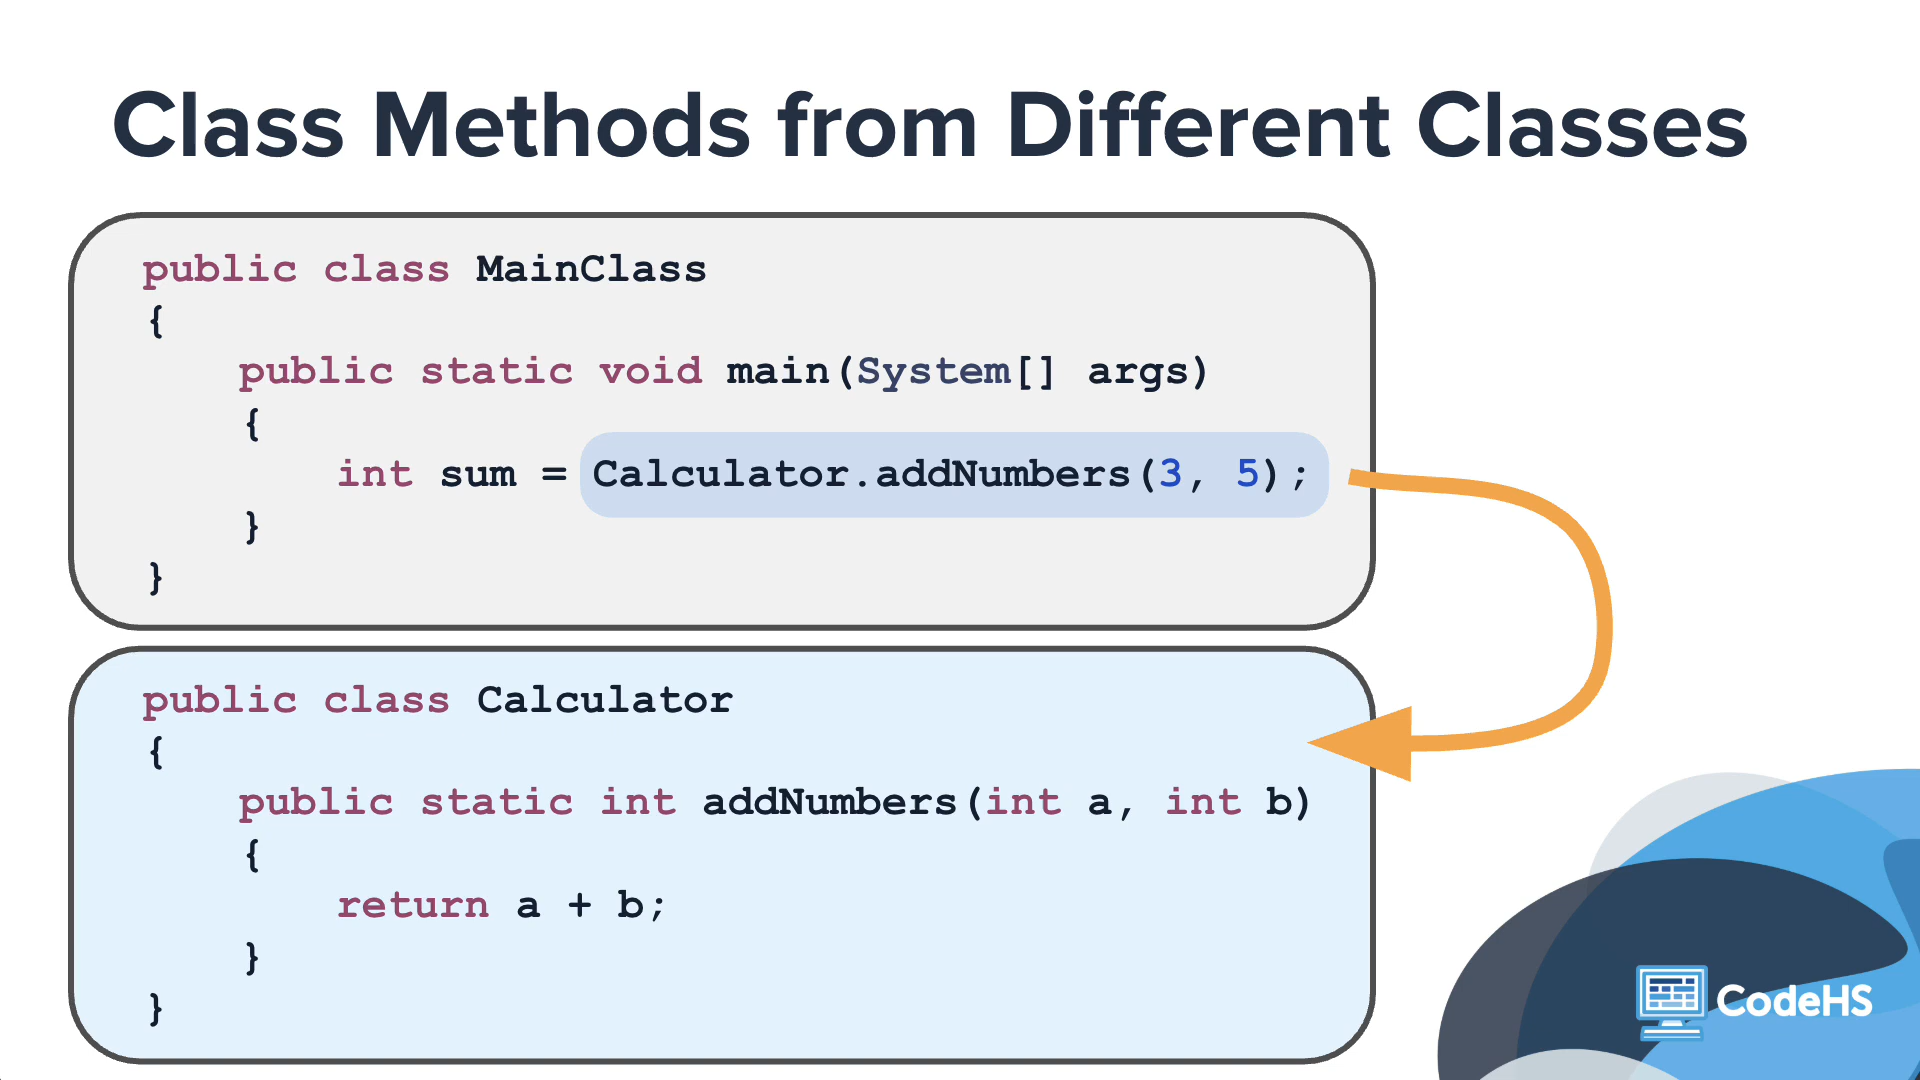 Class Methods from Different Classes
public class MainClass
{
public static void main(System[] args)
{
int sum = Calculator.addNumbers(3, 5);
}
}
public class Calculator
{
public static int addNumbers(int a, int b)
{
return a + b;
}
}
CodeHS